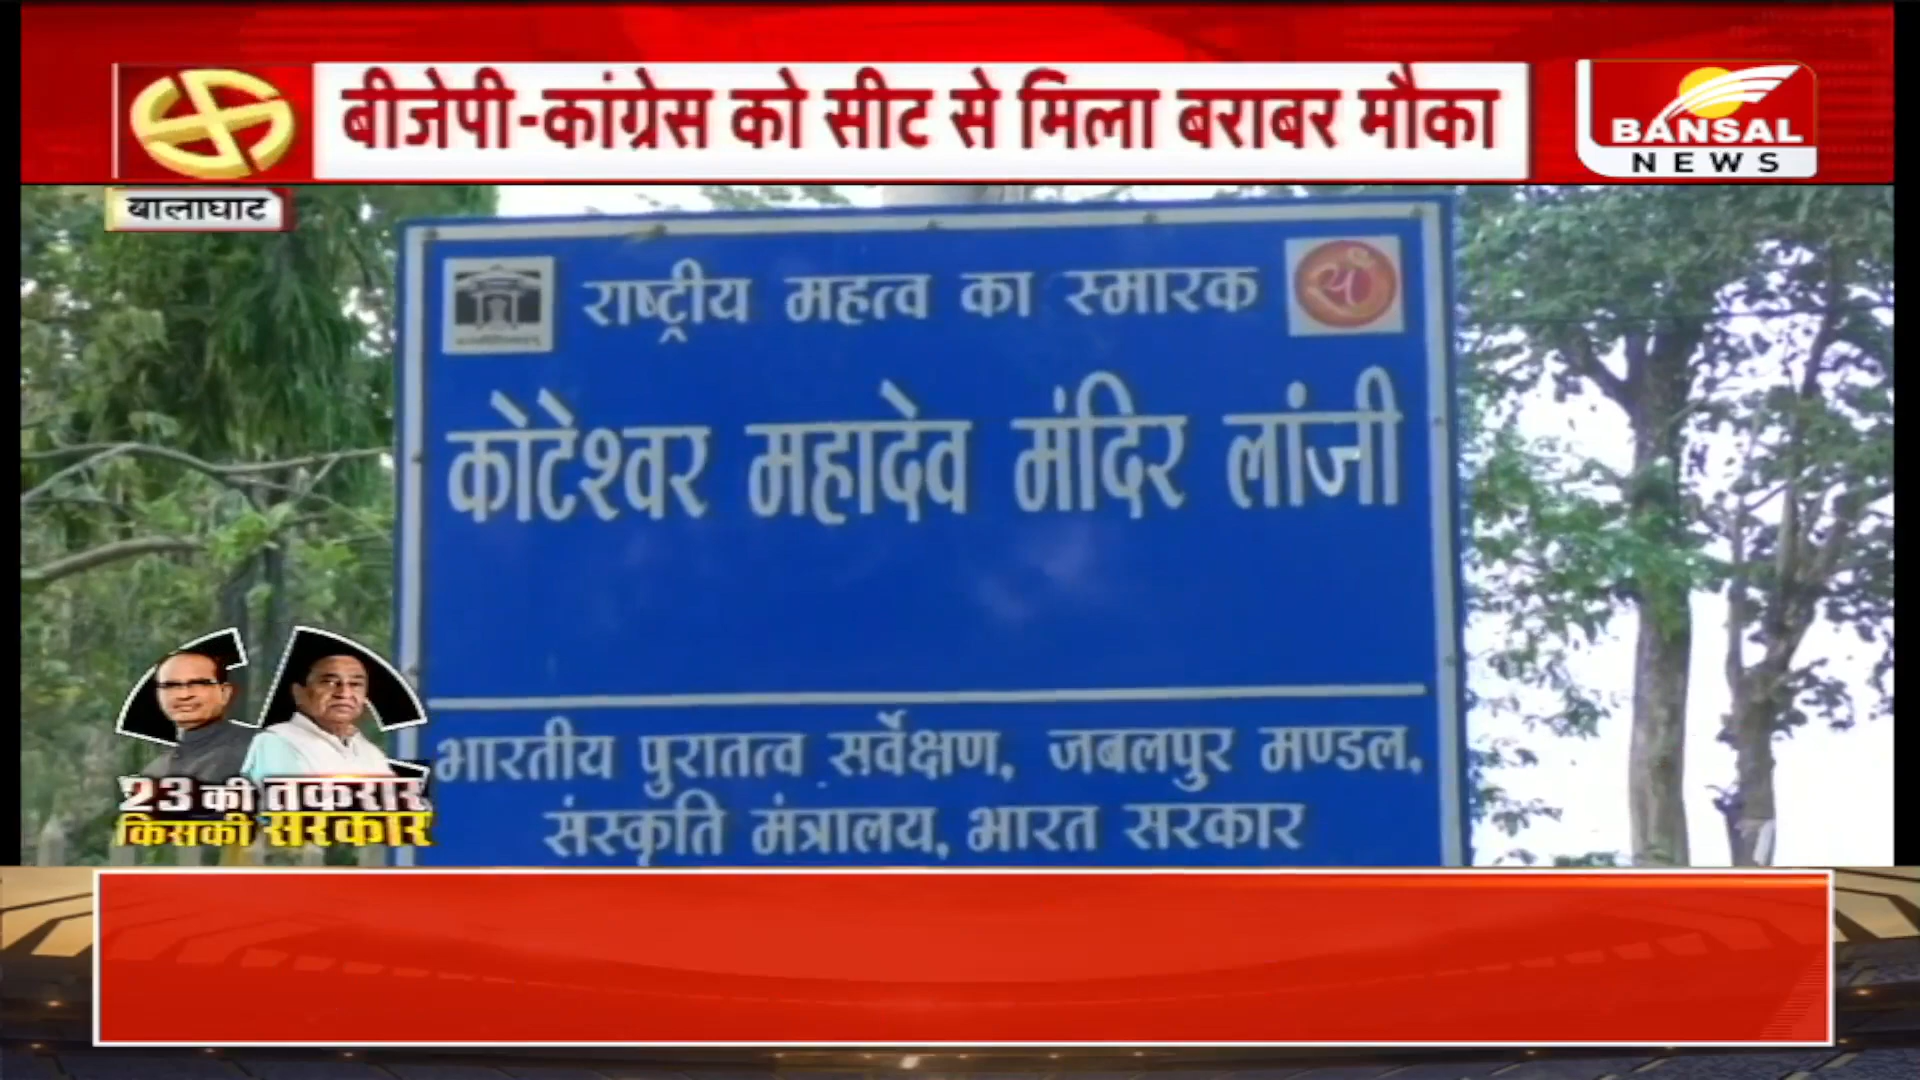 बीजेपी-कांग्रेस को सीट से मिला बराबर मौका
BANSAL
NEWS
बालाघाट
राष्ट्रीय महत्व का स्मारक
कोटेश्वर महादेव मंदिर लांजी
भारतीय पुरातत्व सर्वेक्षण, जबलपुर मण्डल,
संस्कृति मंत्रालय, भारत सरकार
23 की तकरार
किसकी सरकार